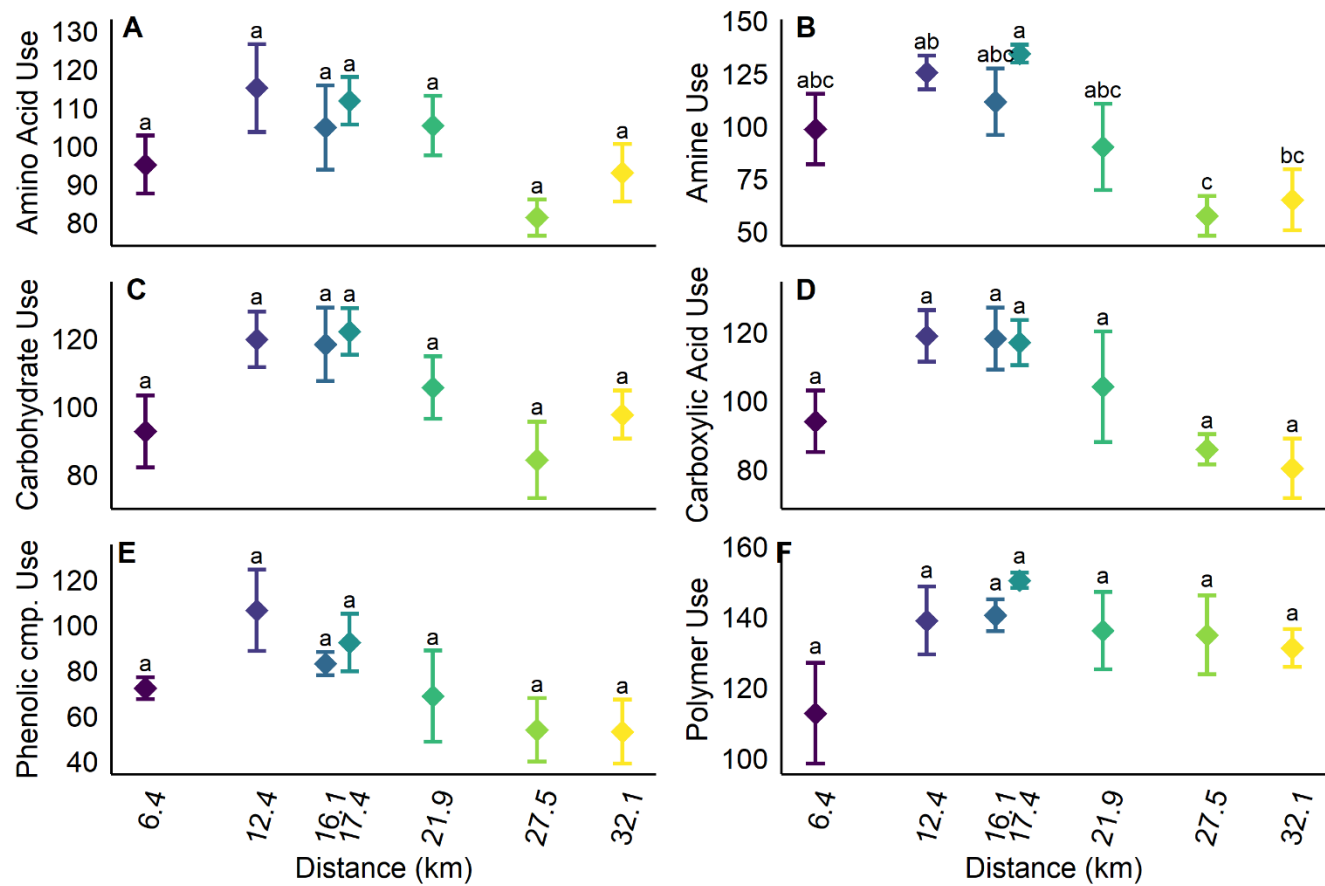 A
Amino Acid Use
130
120
110
100
90
80
a
a
a
a
a
a
a
B
Amine Use
150
125
100
75
50
abc
ab
abc
a
abc
c
bc
C
Carbohydrate Use
120
100
80
a
a
a
a
a
a
a
D
Carboxylic Acid Use
120
100
80
a
a
a
a
a
a
a
E
Phenolic cmp. Use
120
100
80
60
40
a
a
a
a
a
a
a
6.4
12.4
16.1
17.4
21.9
27.5
32.1
Distance (km)
F
Polymer Use
160
140
120
100
a
a
a
a
a
a
a
6.4
12.4
16.1
17.4
21.9
27.5
32.1
Distance (km)